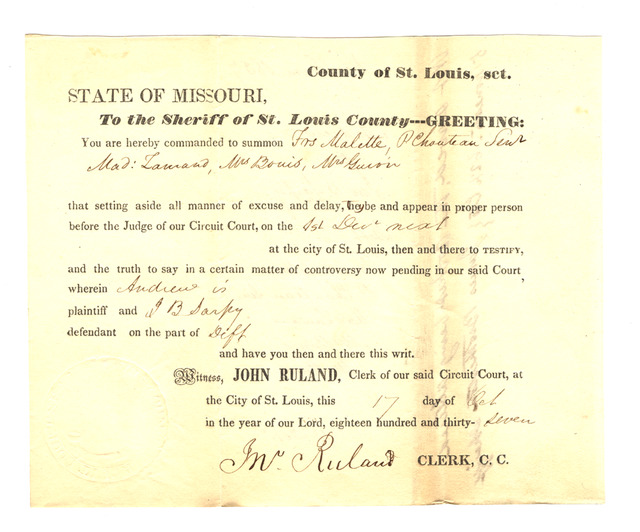 County of St. Louis, sct.
STATE OF MISSOURI,
To the Sheriff of St. Louis County---GREETING:
You are hereby commanded to summon Frs Malette, P Chouteau Senr
Mad: Lamand, Mrs Bouis, Mrs Guion
that setting aside all manner of excuse and delay, they be and appear in proper person
before the Judge of our Circuit Court, on the 1st Decr next
at the city of St. Louis, then and there to TESTIFY,
and the truth to say in a certain matter of controversy now pending in our said Court,
wherein Andrew is
plaintiff and J B Sarpy
defendant on the part of Dift
and have you then and there this writ.
Witness, JOHN RULAND, Clerk of our said Circuit Court, at
the City of St. Louis, this 17 day of Oct
in the year of our Lord, eighteen hundred and thirty- seven
Jno. Ruland CLERK, C. C.